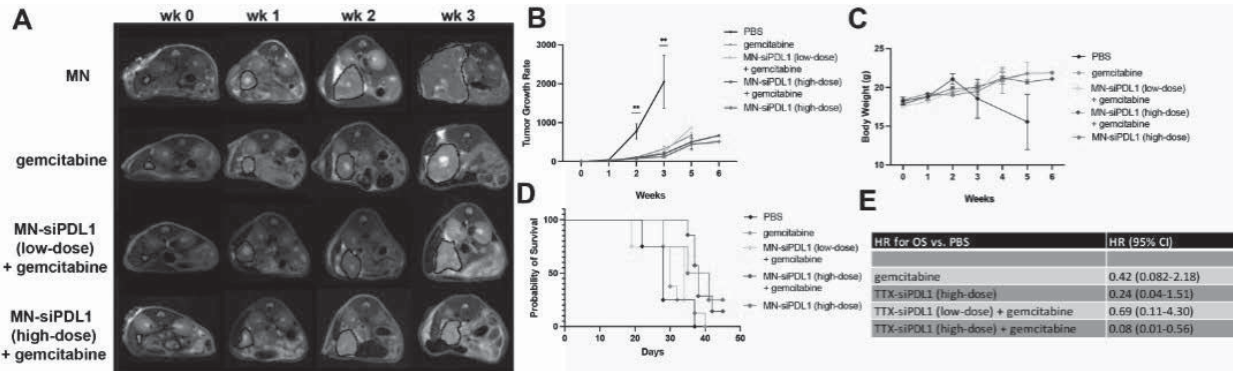 A
wk 0 wk 1 wk 2 wk 3
MN
gemcitabine
MN-siPDL1
(low-dose)
+ gemcitabine
MN-siPDL1
(high-dose)
+ gemcitabine
B
**
**
Tumor Growth Rate
3000
2000
1000
0
0 1 2 3 4 5 6
Weeks
PBS
gemcitabine
MN-siPDL1 (low-dose)
+ gemcitabine
MN-siPDL1 (high-dose)
+ gemcitabine
MN-siPDL1 (high-dose)
C
Body Weight (g)
25
20
15
10
0 1 2 3 4 5 6
Weeks
PBS
gemcitabine
MN-siPDL1 (low-dose)
+ gemcitabine
MN-siPDL1 (high-dose)
+ gemcitabine
MN-siPDL1 (high-dose)
D
Probability of Survival
100
50
0
0 20 40 60
Days
PBS
gemcitabine
MN-siPDL1 (low-dose)
+ gemcitabine
MN-siPDL1 (high-dose)
+ gemcitabine
MN-siPDL1 (high-dose)
E
HR for OS vs. PBS HR (95% CI)
gemcitabine 0.42 (0.082-2.18)
TTX-siPDL1 (high-dose) 0.24 (0.04-1.51)
TTX-siPDL1 (low-dose) + gemcitabine 0.69 (0.11-4.30)
TTX-siPDL1 (high-dose) + gemcitabine 0.08 (0.01-0.56)